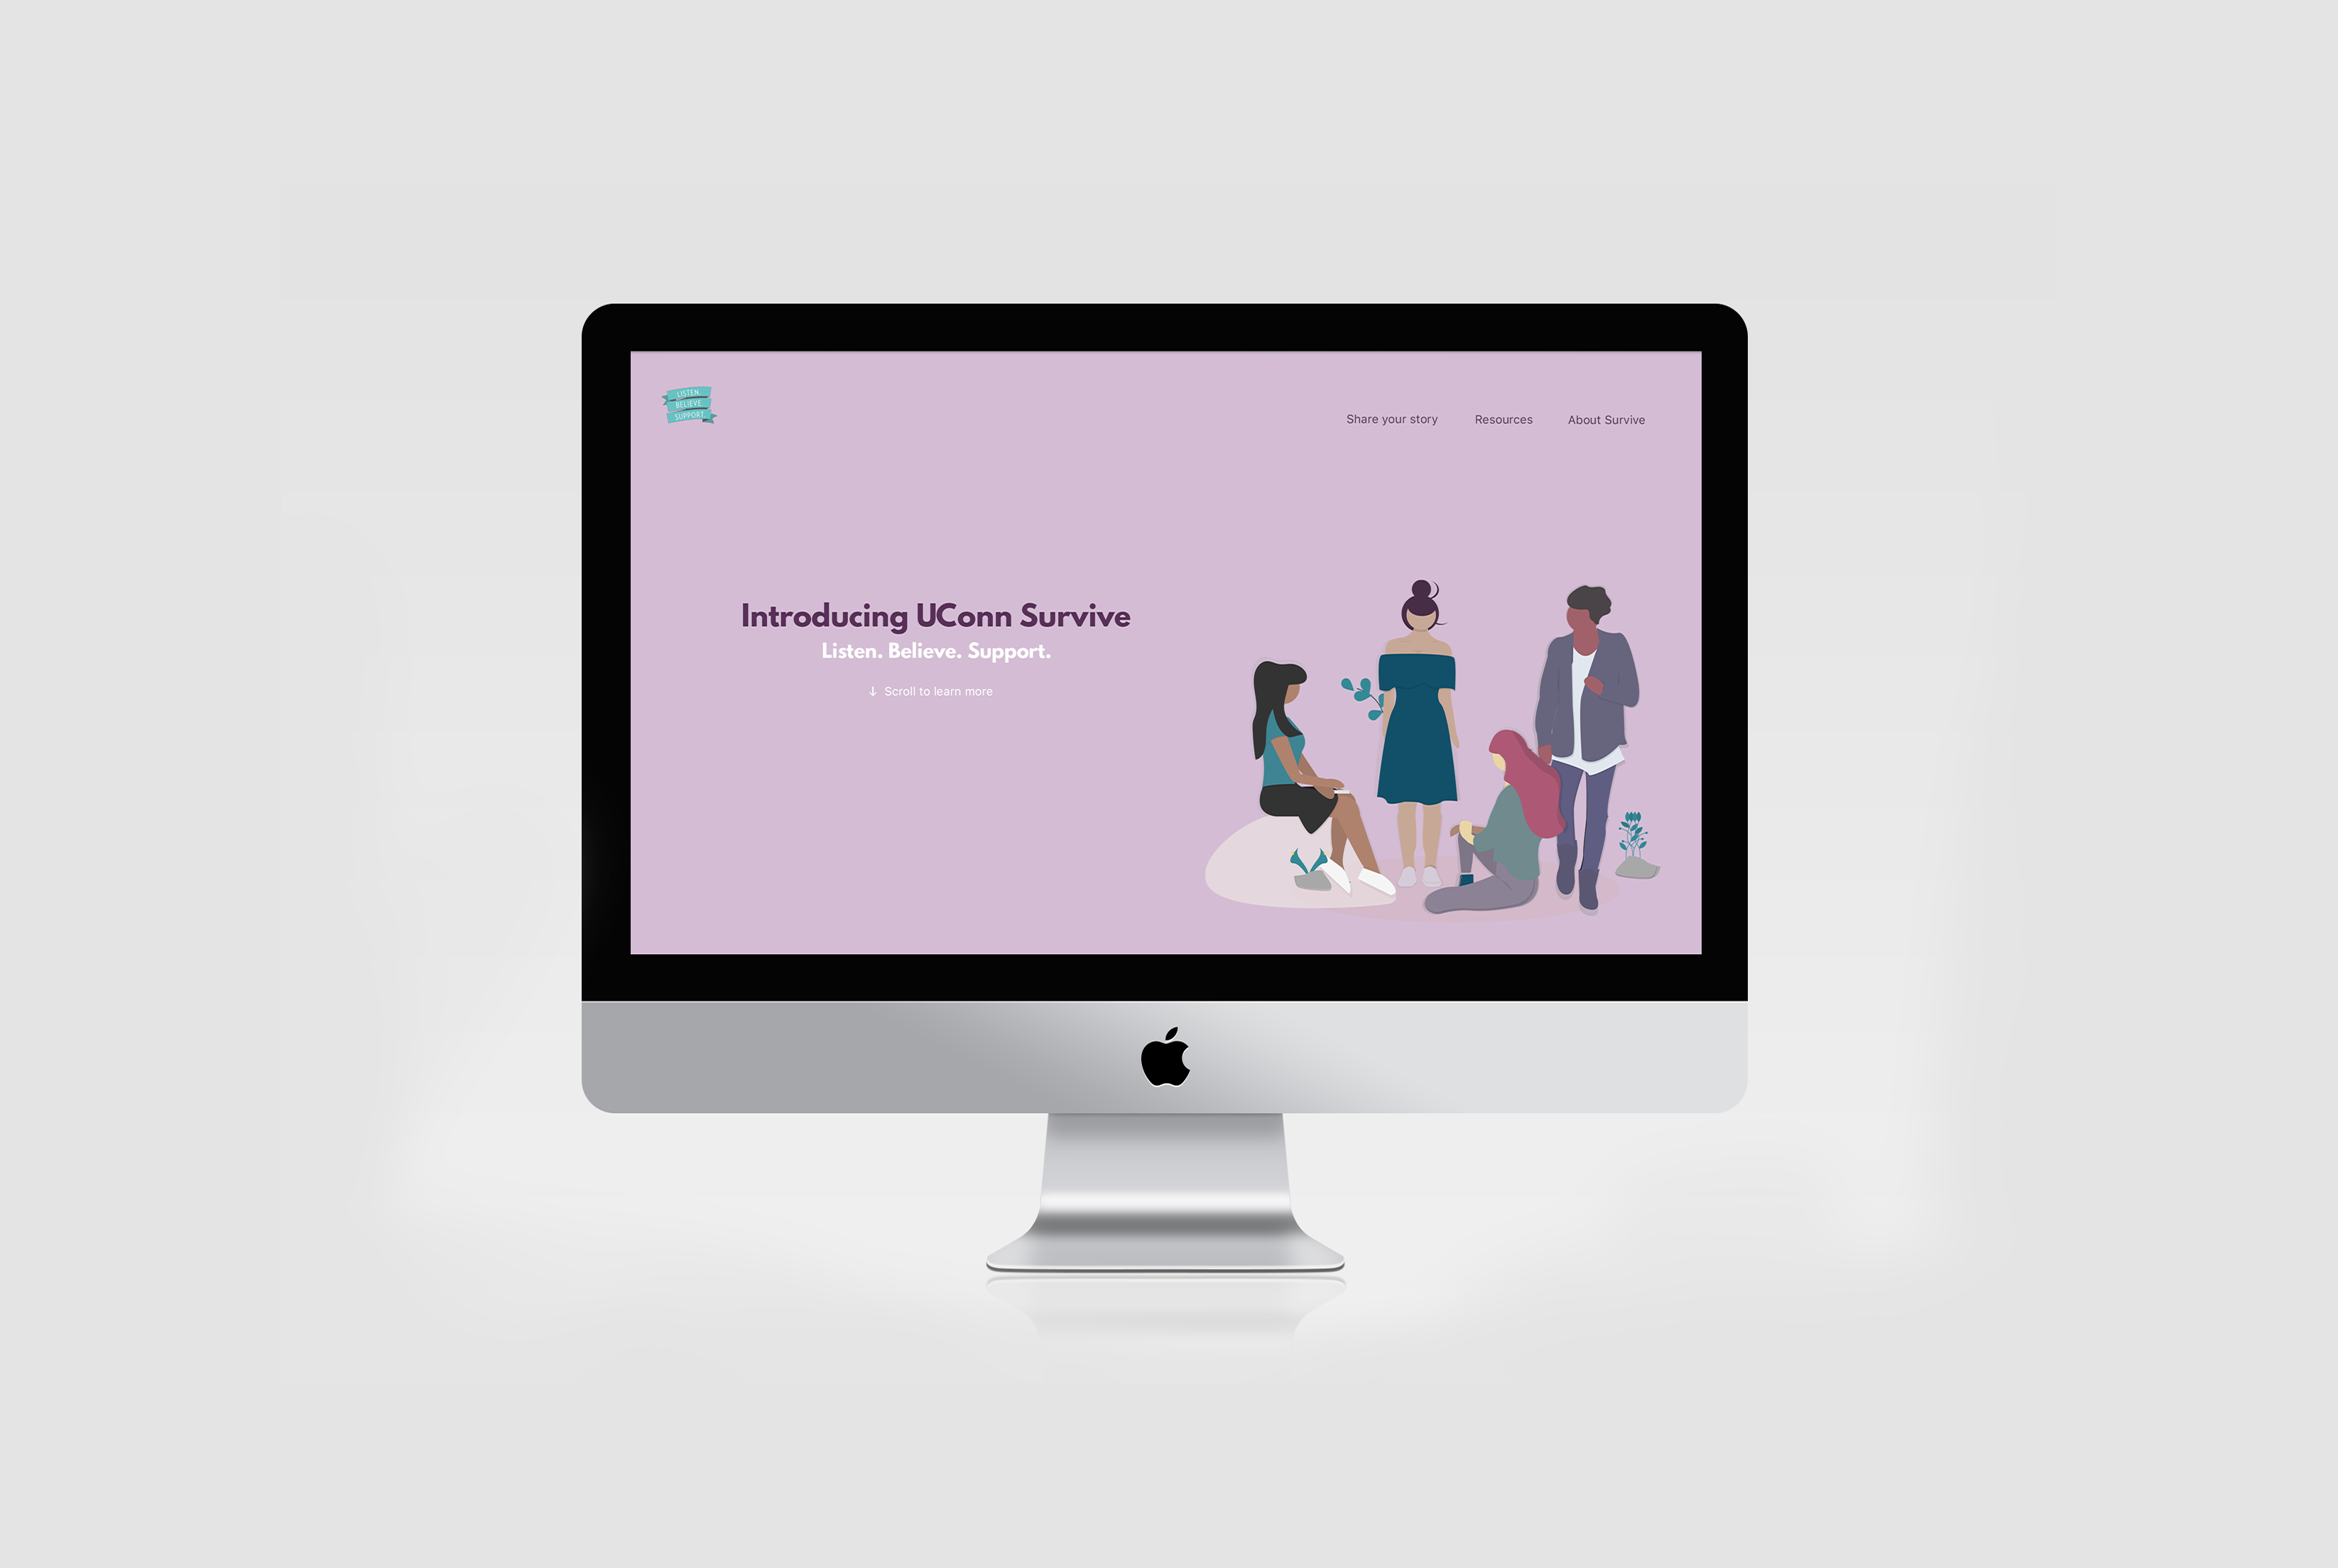 LISTEN.
BELIEVE
SUPPORT.
Share your story
Resources
About Survive
Introducing UConn Survive
Listen. Believe. Support.
↓ Scroll to learn more